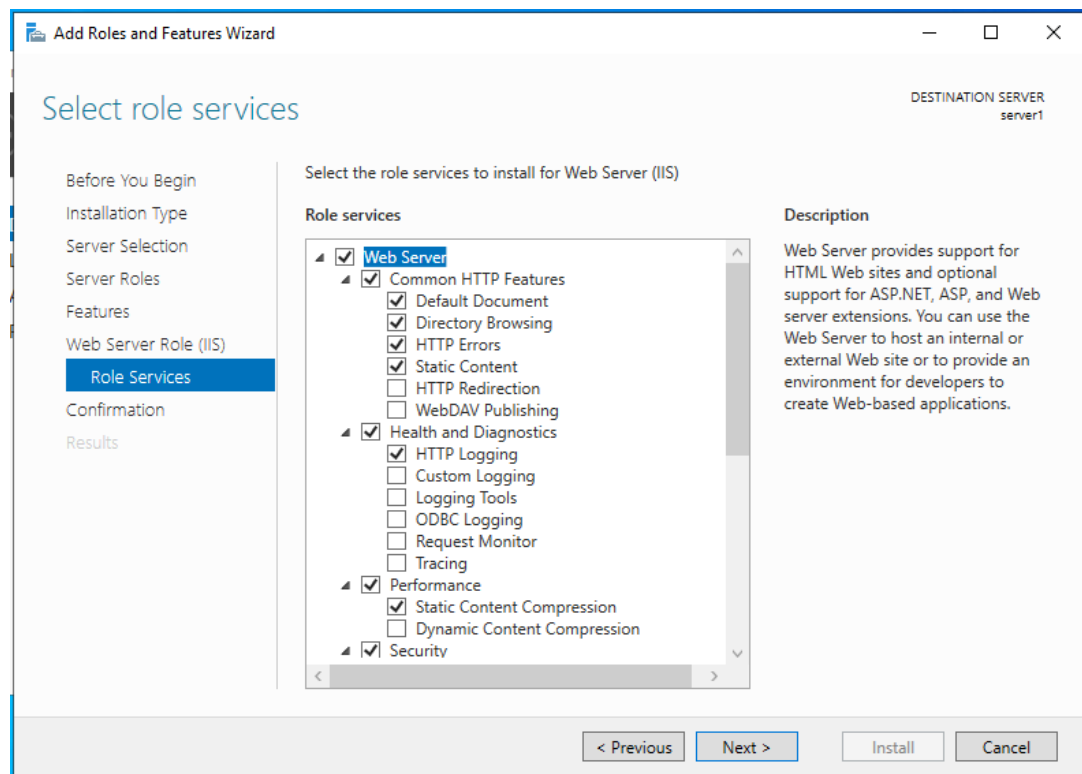 Add Roles and Features Wizard
Select role services
DESTINATION SERVER
server1
Before You Begin
Installation Type
Server Selection
Server Roles
Features
Web Server Role (IIS)
Role Services
Confirmation
Results
Select the role services to install for Web Server (IIS)
Role services
Web Server
Common HTTP Features
Default Document
Directory Browsing
HTTP Errors
Static Content
HTTP Redirection
WebDAV Publishing
Health and Diagnostics
HTTP Logging
Custom Logging
Logging Tools
ODBC Logging
Request Monitor
Tracing
Performance
Static Content Compression
Dynamic Content Compression
Security
Description
Web Server provides support for
HTML Web sites and optional
support for ASP.NET, ASP, and Web
server extensions. You can use the
Web Server to host an internal or
external Web site or to provide an
environment for developers to
create Web-based applications.
< Previous
Next >
Install
Cancel